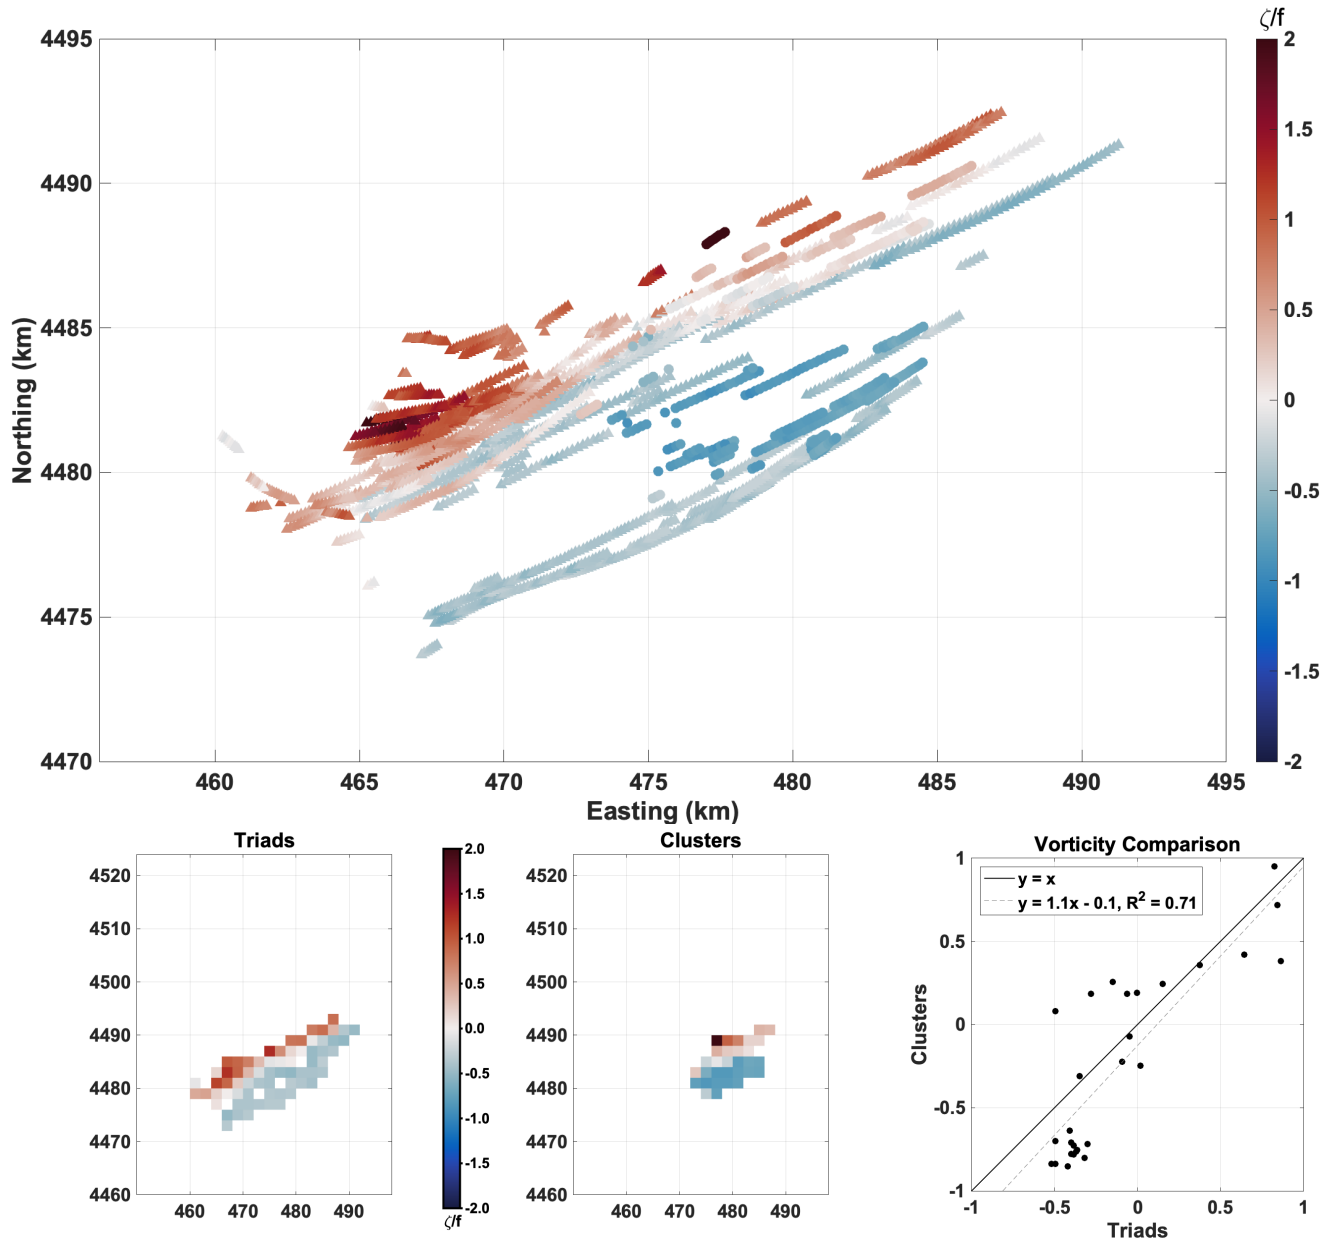 ζ/f
4495
4490
4485
4480
4475
4470
Northing (km)
460 465 470 475 480 485 490 495
Easting (km)
2
1.5
1
0.5
0
-0.5
-1
-1.5
-2
Triads
4520
4510
4500
4490
4480
4470
4460
460 470 480 490
2.0
1.5
1.0
0.5
0.0
-0.5
-1.0
-1.5
-2.0
ζ/f
Clusters
4520
4510
4500
4490
4480
4470
4460
460 470 480 490
Vorticity Comparison
y = x
y = 1.1x - 0.1, R² = 0.71
1
0.5
0
-0.5
-1
Clusters
-1 -0.5 0 0.5 1
Triads